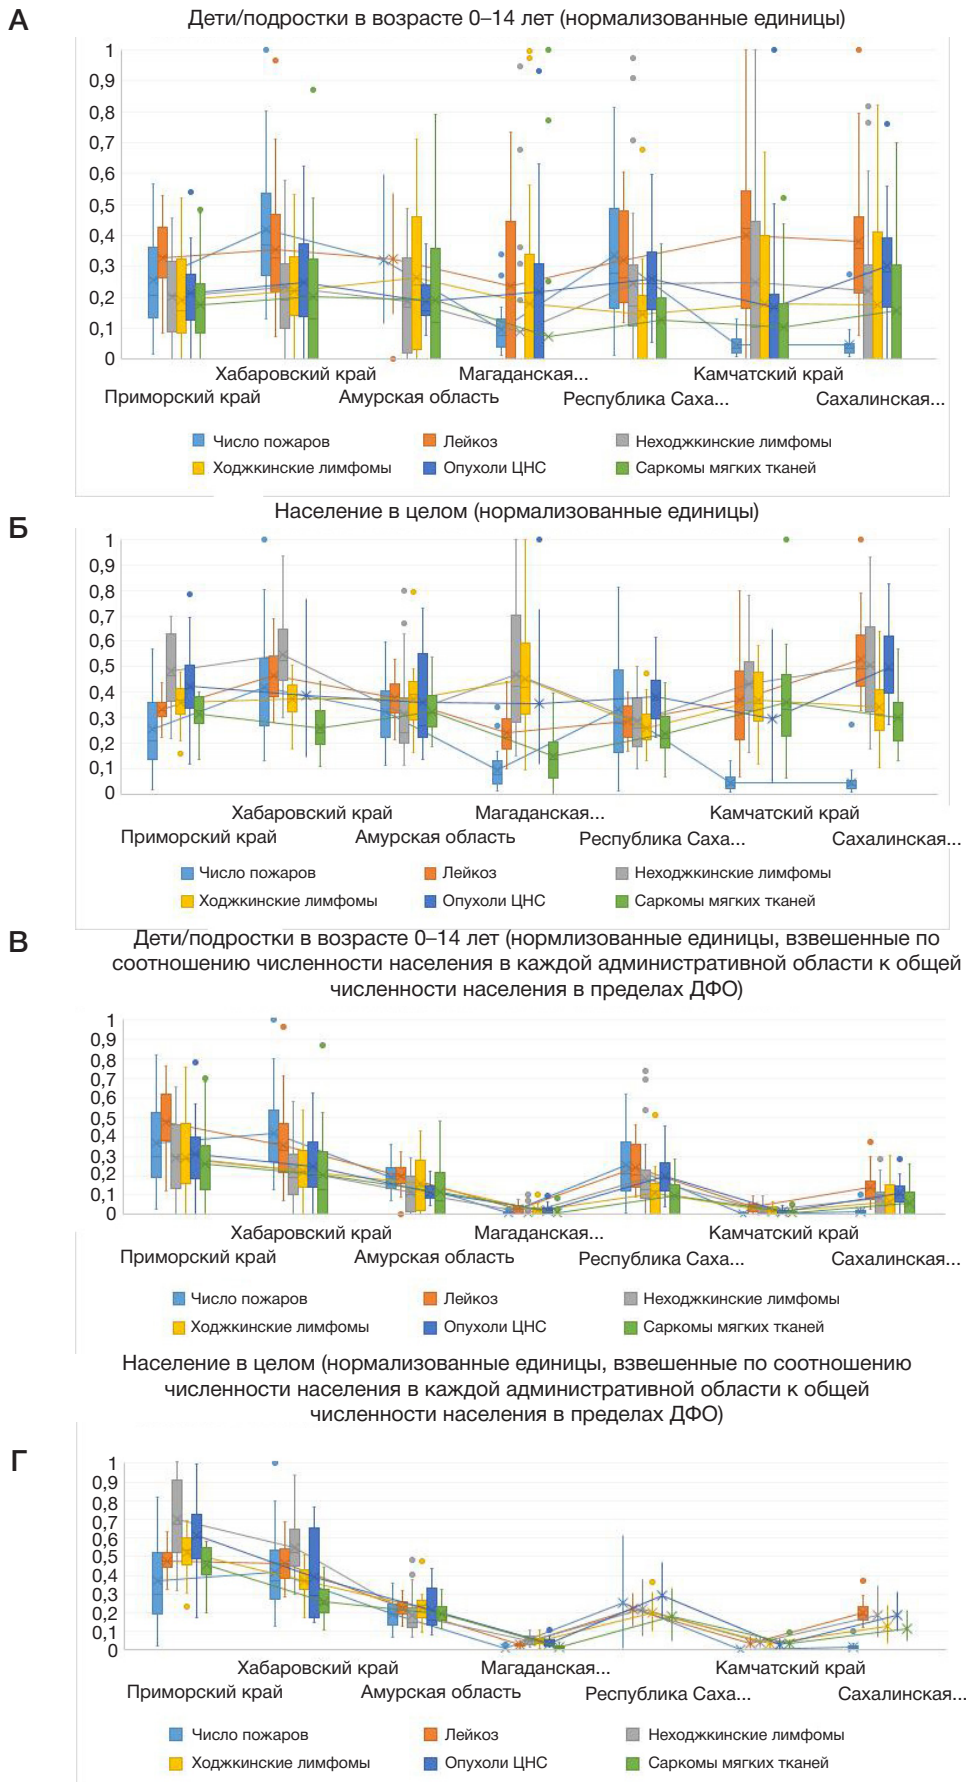 А
Дети/подростки в возрасте 0–14 лет (нормализованные единицы)
1
0,9
0,8
0,7
0,6
0,5
0,4
0,3
0,2
0,1
0
Хабаровский край
Магаданская...
Камчатский край
Приморский край
Амурская область
Республика Саха...
Сахалинская...
Число пожаров
Лейкоз
Неходжкинские лимфомы
Ходжкинские лимфомы
Опухоли ЦНС
Саркомы мягких тканей
Б
Население в целом (нормализованные единицы)
1
0,9
0,8
0,7
0,6
0,5
0,4
0,3
0,2
0,1
0
Хабаровский край
Магаданская...
Камчатский край
Приморский край
Амурская область
Республика Саха...
Сахалинская...
Число пожаров
Лейкоз
Неходжкинские лимфомы
Ходжкинские лимфомы
Опухоли ЦНС
Саркомы мягких тканей
В
Дети/подростки в возрасте 0–14 лет (нормлизованные единицы, взвешенные по
соотношению численности населения в каждой административной области к общей
численности населения в пределах ДФО)
1
0,9
0,8
0,7
0,6
0,5
0,4
0,3
0,2
0,1
0
Хабаровский край
Магаданская...
Камчатский край
Приморский край
Амурская область
Республика Саха...
Сахалинская...
Число пожаров
Лейкоз
Неходжкинские лимфомы
Ходжкинские лимфомы
Опухоли ЦНС
Саркомы мягких тканей
Население в целом (нормализованные единицы, взвешенные по соотношению
численности населения в каждой административной области к общей
численности населения в пределах ДФО)
Г
1
0,9
0,8
0,7
0,6
0,5
0,4
0,3
0,2
0,1
0
Хабаровский край
Магаданская...
Камчатский край
Приморский край
Амурская область
Республика Саха...
Сахалинская...
Число пожаров
Лейкоз
Неходжкинские лимфомы
Ходжкинские лимфомы
Опухоли ЦНС
Саркомы мягких тканей